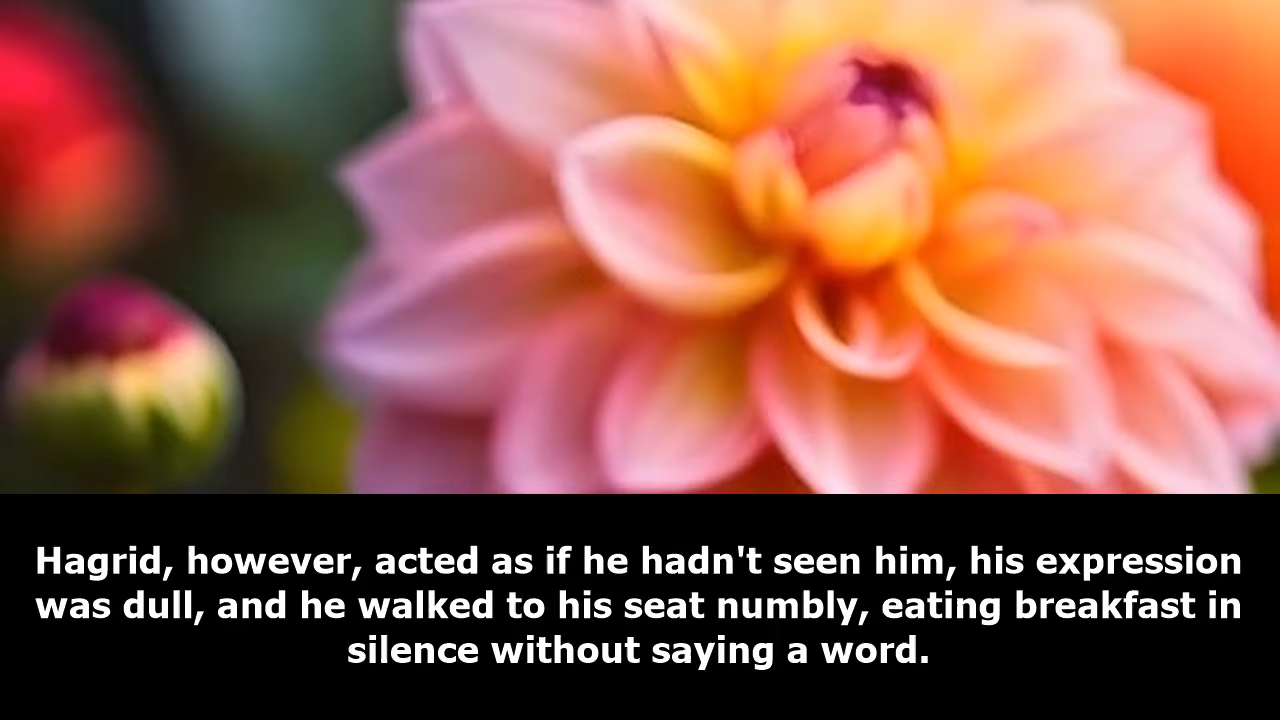 Hagrid, however, acted as if he hadn't seen him, his expression
was dull, and he walked to his seat numbly, eating breakfast in
silence without saying a word.